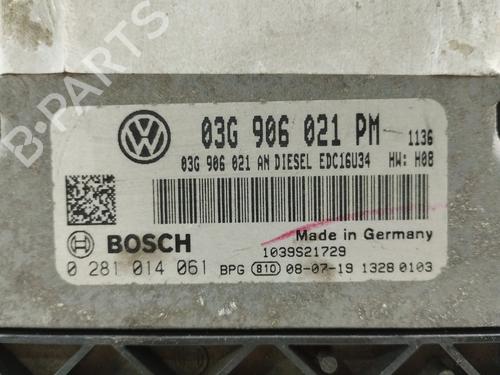 B-PARTS
VW
03G 906 021 PM 1136
03G 906 021 AN DIESEL EDC16U34 HW: H08
Made in Germany
BOSCH
1039S21729
0 281 014 061 BPG 810 08-07-19 1328 0103